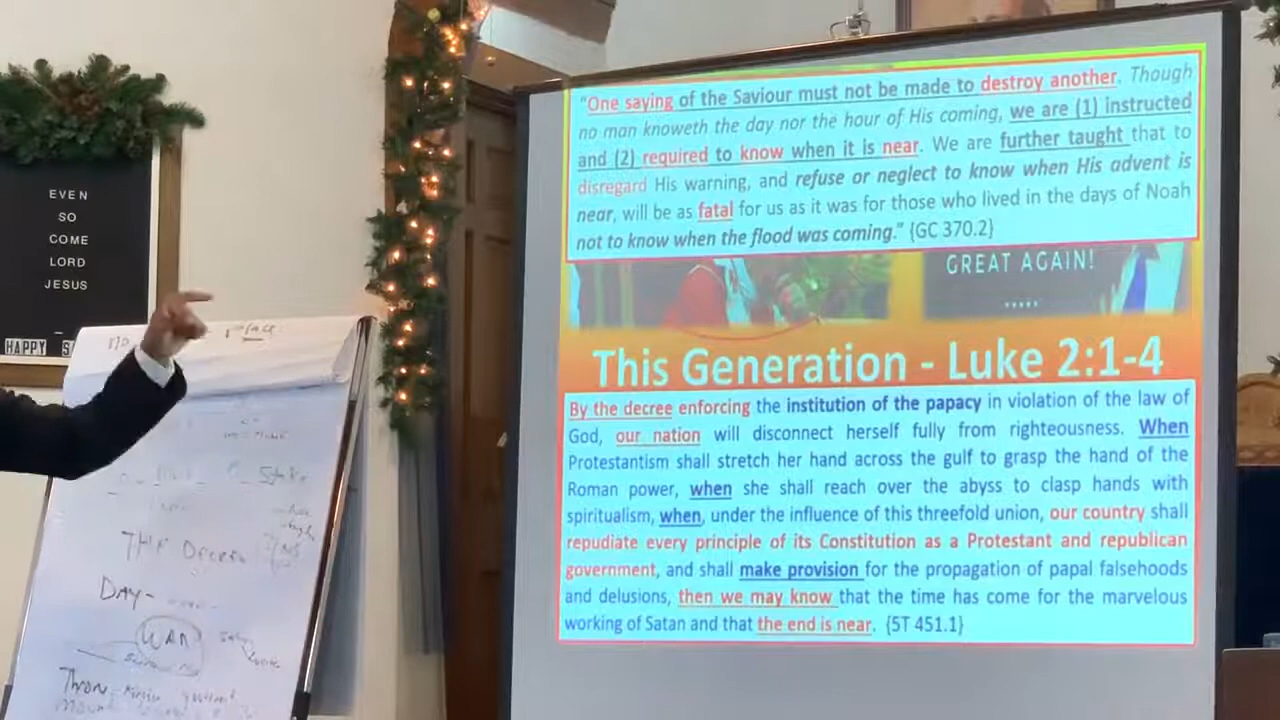 EVEN
SO
COME
LORD
JESUS
HAPPY S
THE DECREE
DAY-
WAR
“One saying of the Saviour must not be made to destroy another. Though
no man knoweth the day nor the hour of His coming, we are (1) instructed
and (2) required to know when it is near. We are further taught that to
disregard His warning, and refuse or neglect to know when His advent is
near, will be as fatal for us as it was for those who lived in the days of Noah
not to know when the flood was coming.” {GC 370.2}
GREAT AGAIN!
This Generation - Luke 2:1-4
By the decree enforcing the institution of the papacy in violation of the law of
God, our nation will disconnect herself fully from righteousness. When
Protestantism shall stretch her hand across the gulf to grasp the hand of the
Roman power, when she shall reach over the abyss to clasp hands with
spiritualism, when, under the influence of this threefold union, our country shall
repudiate every principle of its Constitution as a Protestant and republican
government, and shall make provision for the propagation of papal falsehoods
and delusions, then we may know that the time has come for the marvelous
working of Satan and that the end is near. {5T 451.1}